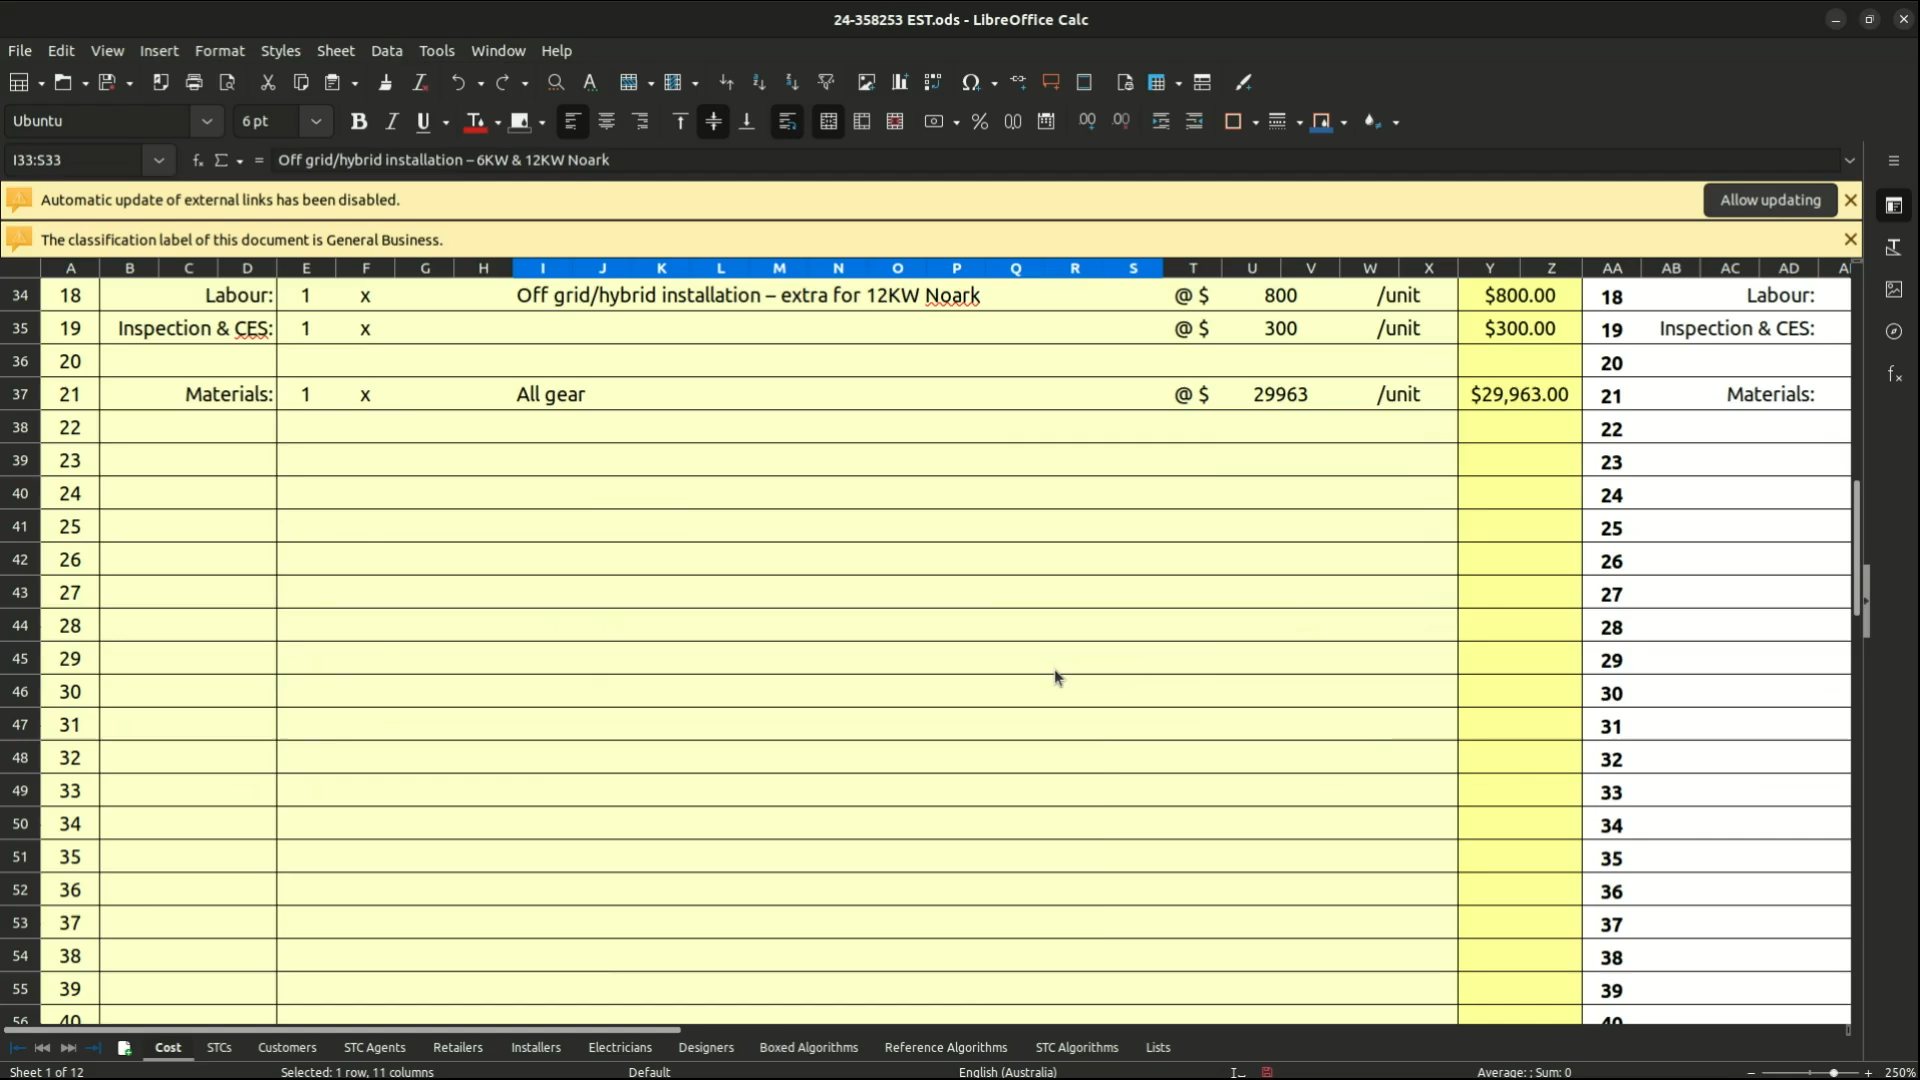 24-358253 EST.ods - LibreOffice Calc
File Edit View Insert Format Styles Sheet Data Tools Window Help
Ubuntu 6 pt
I33:S33 = Off grid/hybrid installation – 6KW & 12KW Noark
Automatic update of external links has been disabled. Allow updating
The classification label of this document is General Business.
A B C D E F G H I J K L M N O P Q R S T U V W X Y Z AA AB AC AD
34 18 Labour: 1 x Off grid/hybrid installation – extra for 12KW Noark @ $ 800 /unit $800.00 18 Labour:
35 19 Inspection & CES: 1 x @ $ 300 /unit $300.00 19 Inspection & CES:
36 20 20
37 21 Materials: 1 x All gear @ $ 29963 /unit $29,963.00 21 Materials:
38 22 22
39 23 23
40 24 24
41 25 25
42 26 26
43 27 27
44 28 28
45 29 29
46 30 30
47 31 31
48 32 32
49 33 33
50 34 34
51 35 35
52 36 36
53 37 37
54 38 38
55 39 39
56 40 40
Cost STCs Customers STC Agents Retailers Installers Electricians Designers Boxed Algorithms Reference Algorithms STC Algorithms Lists
Sheet 1 of 12 Selected: 1 row, 11 columns Default English (Australia) Average: ; Sum: 0 250%